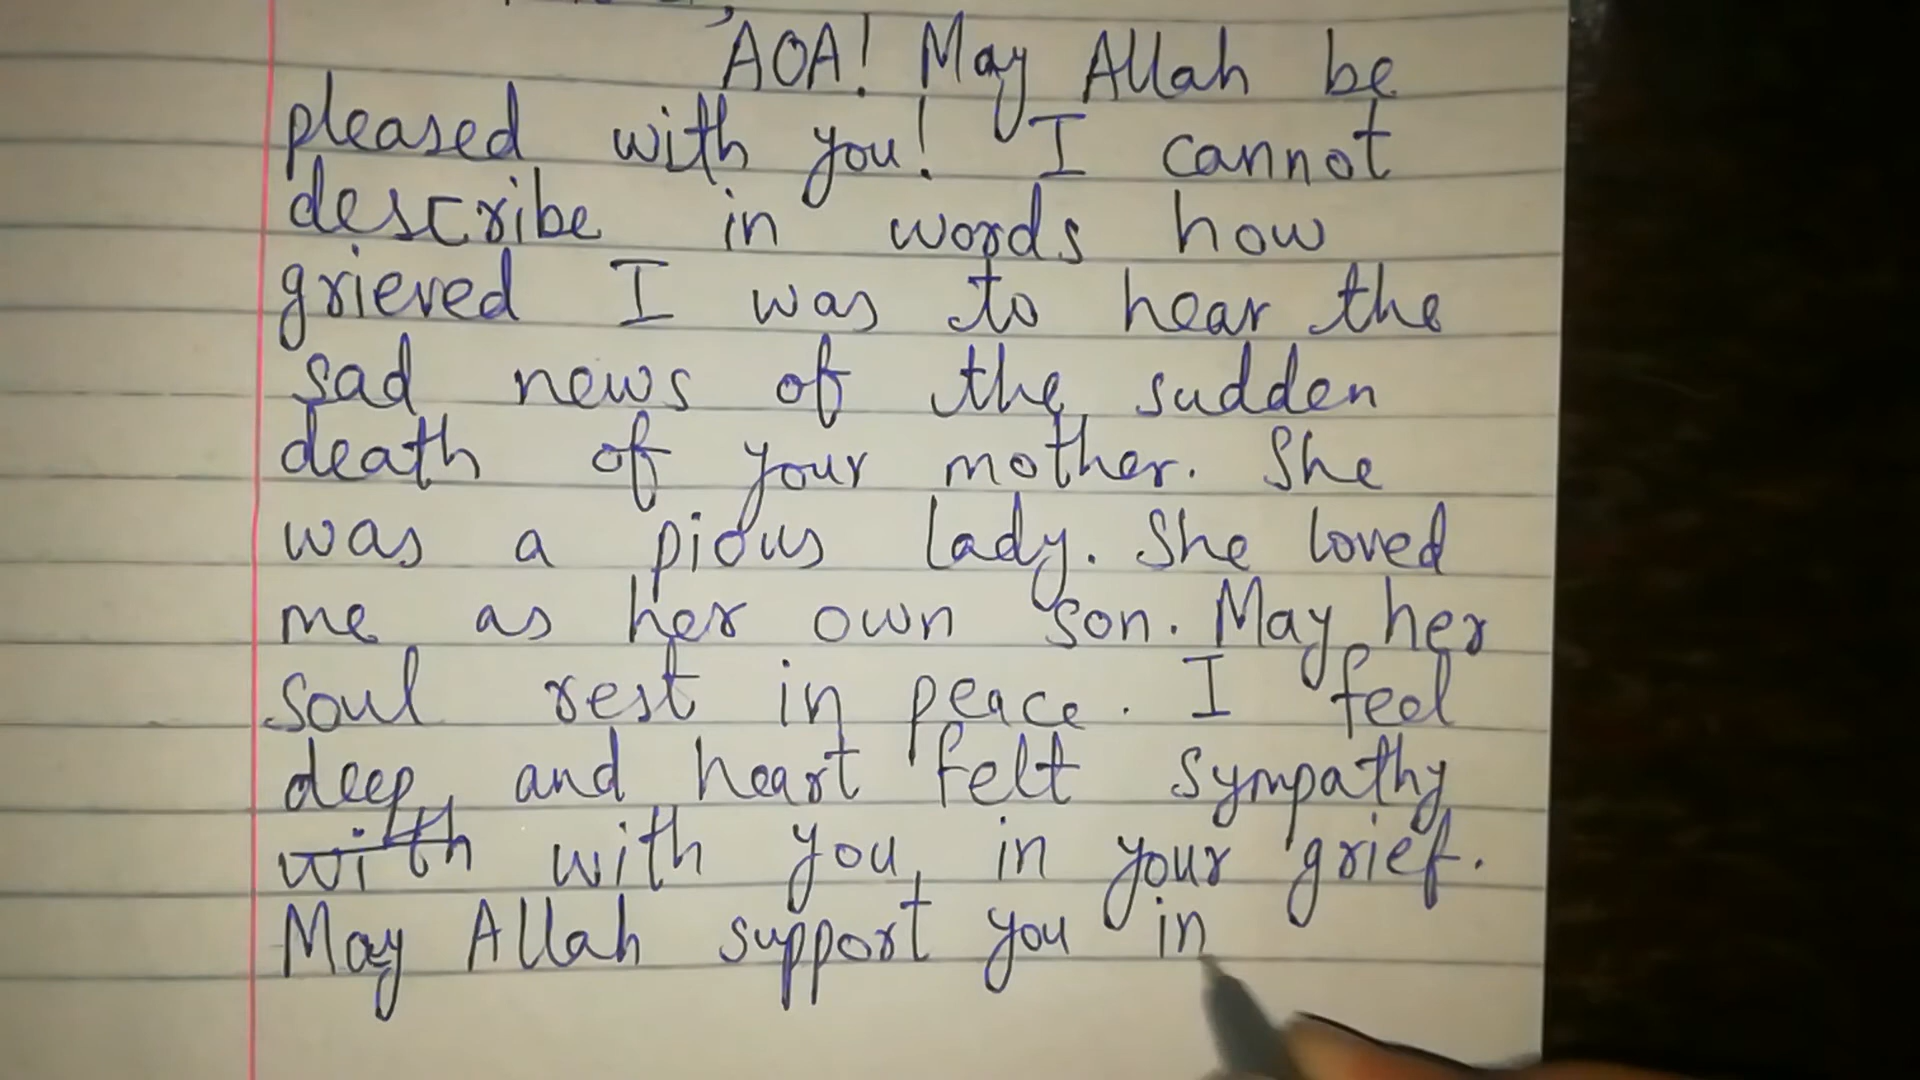 AOA! May Allah be
pleased with you! I cannot
describe in words how
grieved I was to hear the
sad news of the sudden
death of your mother. She
was a pious lady. She loved
me as her own son. May her
soul rest in peace. I feel
deep and heart felt sympathy
with with you in your grief.
May Allah support you in